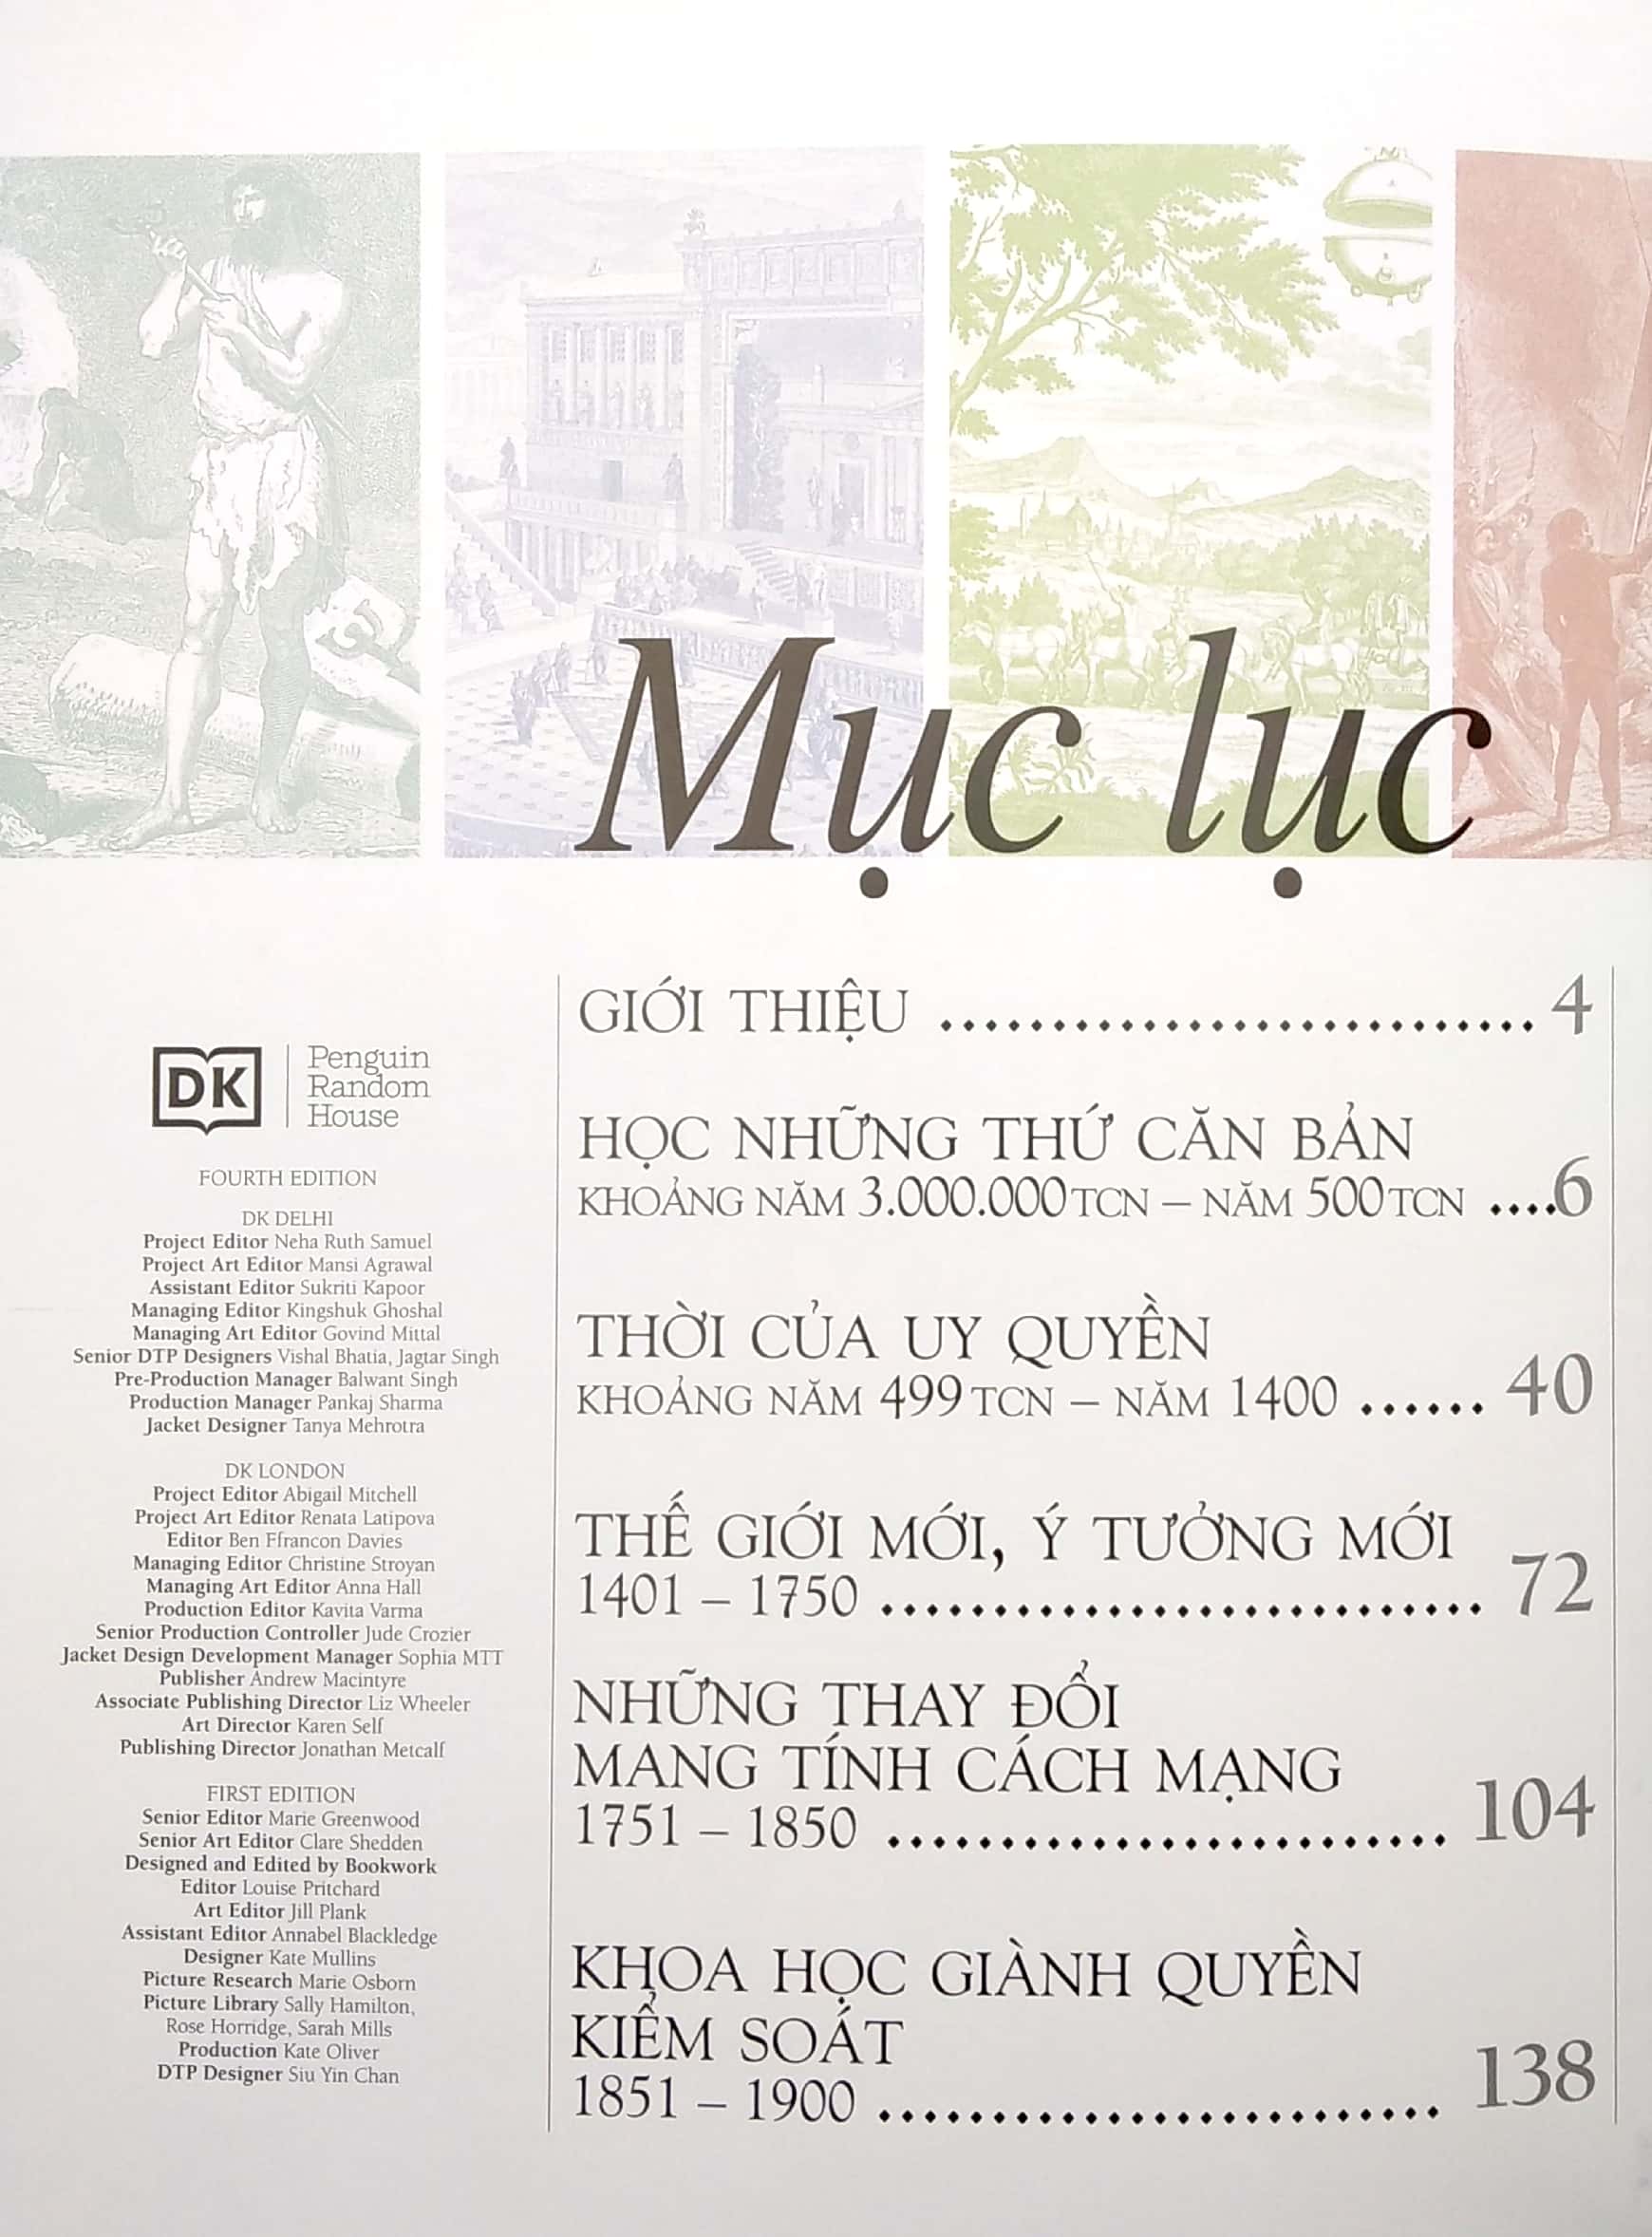 Mục lục
DK
Penguin
Random
House
FOURTH EDITION
DK DELHI
Project Editor Neha Ruth Samuel
Project Art Editor Mansi Agrawal
Assistant Editor Sukriti Kapoor
Managing Editor Kingshuk Ghoshal
Managing Art Editor Govind Mittal
Senior DTP Designers Vishal Bhatia, Jagtar Singh
Pre-Production Manager Balwant Singh
Production Manager Pankaj Sharma
Jacket Designer Tanya Mehrotra
DK LONDON
Project Editor Abigail Mitchell
Project Art Editor Renata Latipova
Editor Ben Ffrancon Davies
Managing Editor Christine Stroyan
Managing Art Editor Anna Hall
Production Editor Kavita Varma
Senior Production Controller Jude Crozier
Jacket Design Development Manager Sophia MTT
Publisher Andrew Macintyre
Associate Publishing Director Liz Wheeler
Art Director Karen Self
Publishing Director Jonathan Metcalf
FIRST EDITION
Senior Editor Marie Greenwood
Senior Art Editor Clare Shedden
Designed and Edited by Bookwork
Editor Louise Pritchard
Art Editor Jill Plank
Assistant Editor Annabel Blackledge
Designer Kate Mullins
Picture Research Marie Osborn
Picture Library Sally Hamilton,
Rose Horridge, Sarah Mills
Production Kate Oliver
DTP Designer Siu Yin Chan
GIỚI THIỆU ........................... 4
HỌC NHỮNG THỨ CĂN BẢN
KHOẢNG NĂM 3.000.000 TCN – NĂM 500 TCN ....6
THỜI CỦA UY QUYỀN
KHOẢNG NĂM 499 TCN – NĂM 1400 ...... 40
THẾ GIỚI MỚI, Ý TƯỞNG MỚI
1401 – 1750 ........................... 72
NHỮNG THAY ĐỔI
MANG TÍNH CÁCH MẠNG
1751 – 1850 ......................... 104
KHOA HỌC GIÀNH QUYỀN
KIỂM SOÁT
1851 – 1900 ......................... 138